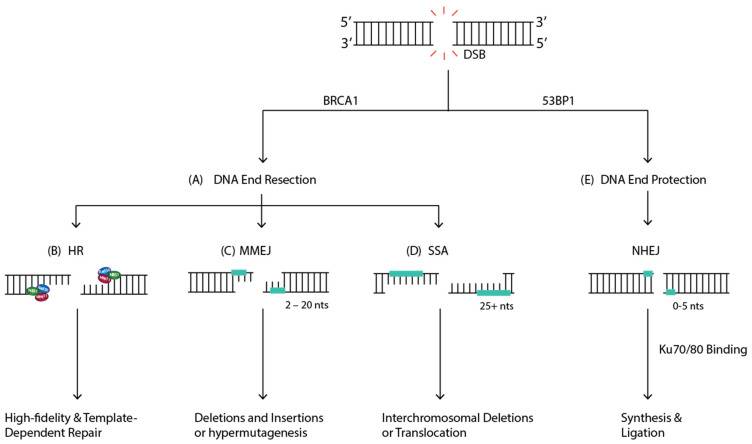 5’ 3’
3’ 5’
DSB
BRCA1 53BP1
(A) DNA End Resection (E) DNA End Protection
(B) HR (C) MMEJ (D) SSA NHEJ
2 – 20 nts 25+ nts 0-5 nts
Ku70/80 Binding
High-fidelity & Template- Deletions and Insertions Interchromosomal Deletions Synthesis &
Dependent Repair or hypermutagenesis or Translocation Ligation